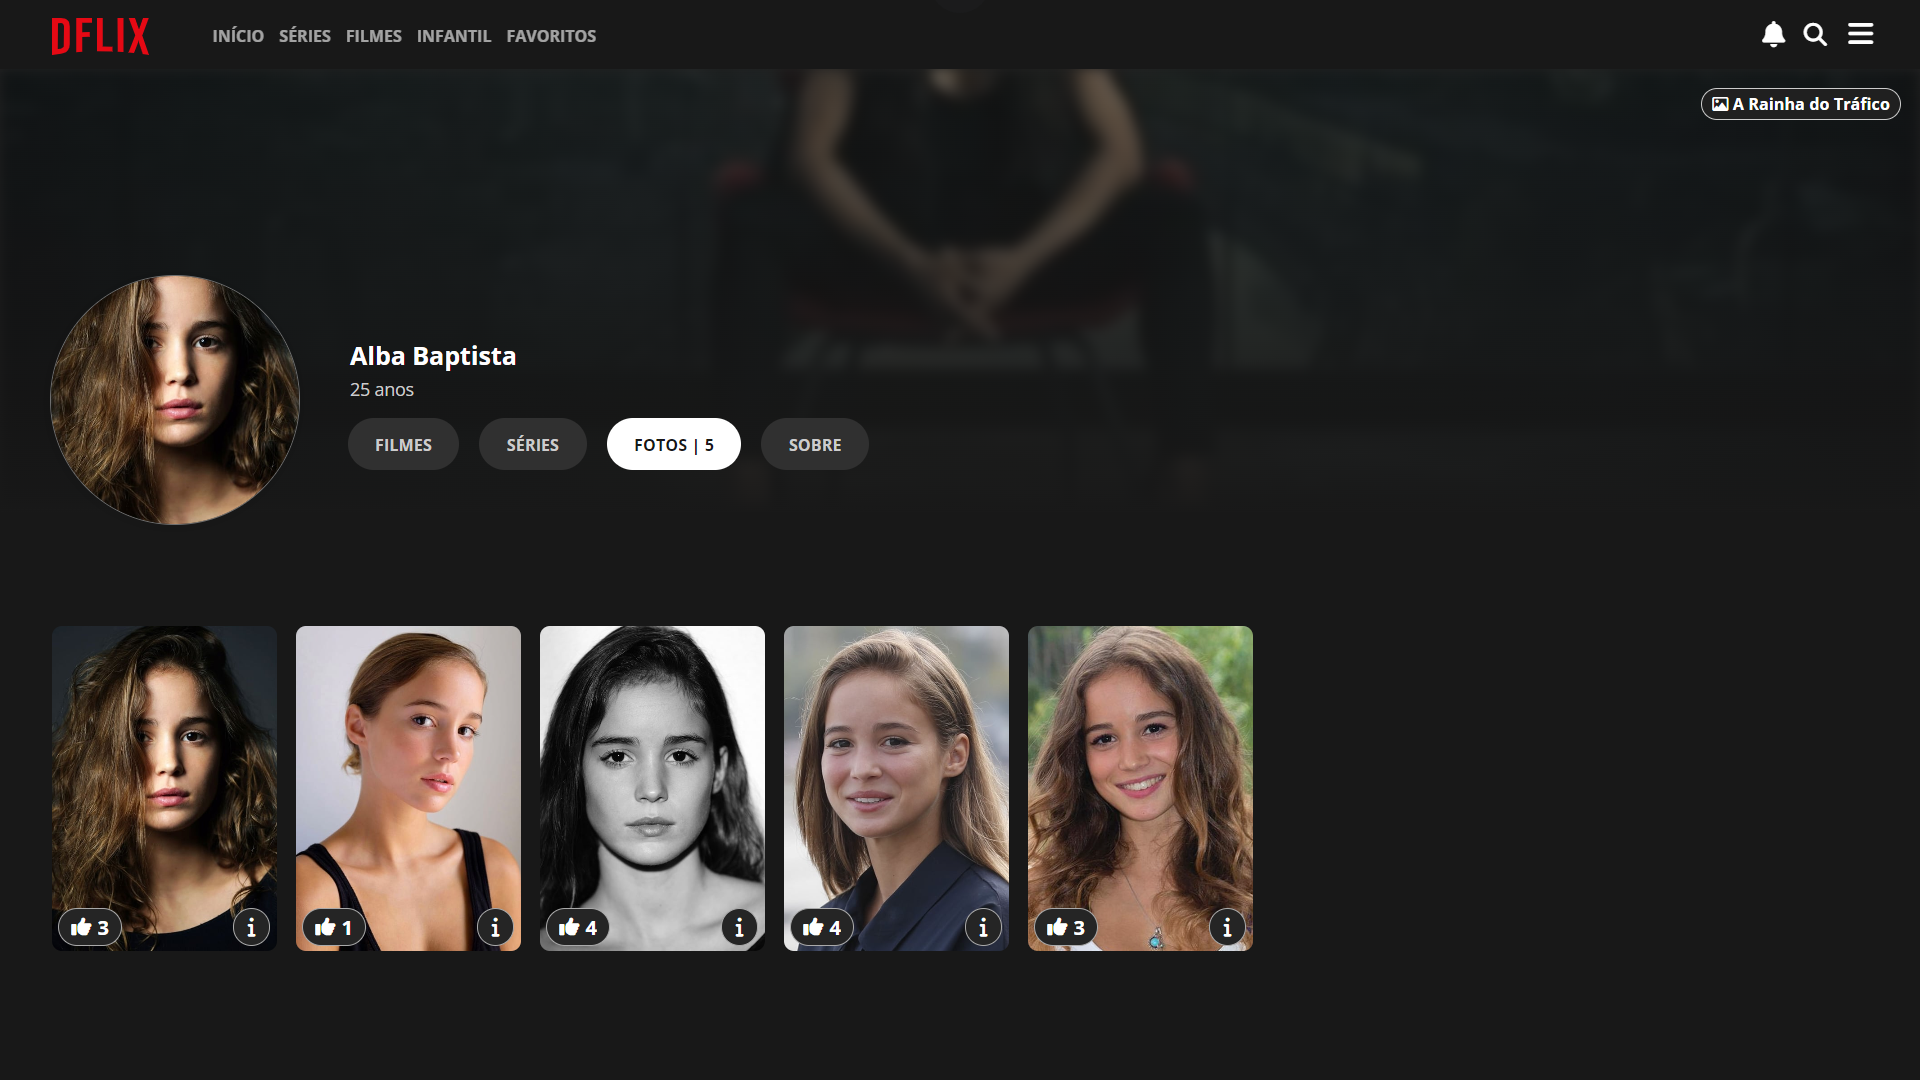 DFLIX
INÍCIO SÉRIES FILMES INFANTIL FAVORITOS
A Rainha do Tráfico
Alba Baptista
25 anos
FILMES SÉRIES FOTOS | 5 SOBRE
3 i 1 i 4 i 4 i 3 i